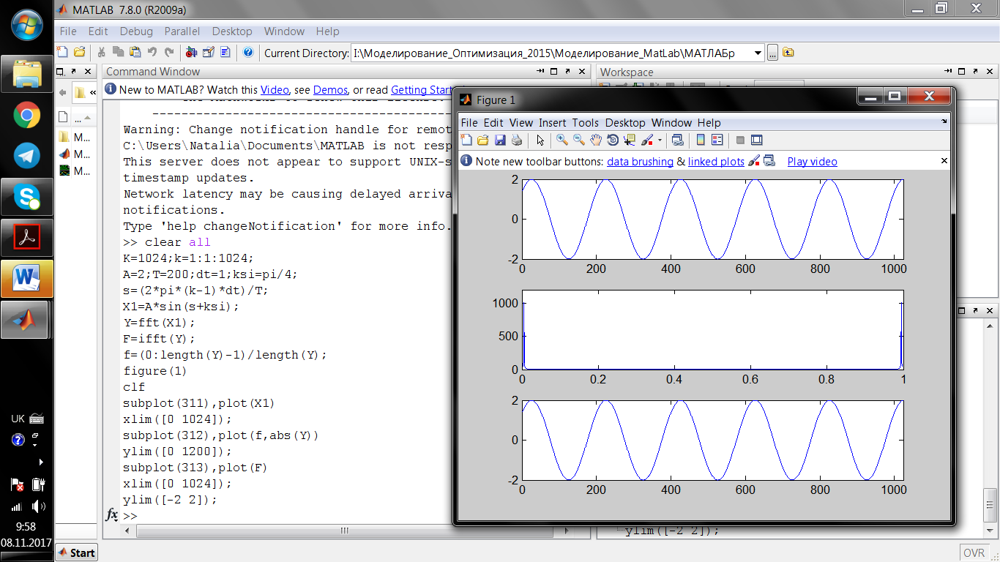 MATLAB 7.8.0 (R2009a)
File Edit Debug Parallel Desktop Window Help
Current Directory: I:\Моделирование_Оптимизация_2015\Моделирование_MatLab\МАТЛАБр
Command Window
Workspace
New to MATLAB? Watch this Video, see Demos, or read Getting Start
«
...
M...
M...
M...
Warning: Change notification handle for remot
C:\Users\Natalia\Documents\MATLAB is not resp
This server does not appear to support UNIX-s
timestamp updates.
Network latency may be causing delayed arriva
notifications.
Type 'help changeNotification' for more info.
>> clear all
K=1024;k=1:1:1024;
A=2;T=200;dt=1;ksi=pi/4;
s=(2*pi*(k-1)*dt)/T;
X1=A*sin(s+ksi);
Y=fft(X1);
F=ifft(Y);
f=(0:length(Y)-1)/length(Y);
figure(1)
clf
subplot(311),plot(X1)
xlim([0 1024]);
subplot(312),plot(f,abs(Y))
ylim([0 1200]);
subplot(313),plot(F)
xlim([0 1024]);
ylim([-2 2]);
fx >>
Figure 1
File Edit View Insert Tools Desktop Window Help
Note new toolbar buttons: data brushing & linked plots Play video
2
0
-2
0 200 400 600 800 1000
1000
500
0
0 0.2 0.4 0.6 0.8 1
2
0
-2
0 200 400 600 800 1000
ylim([-2 2]);
UK
9:58
08.11.2017
Start
OVR